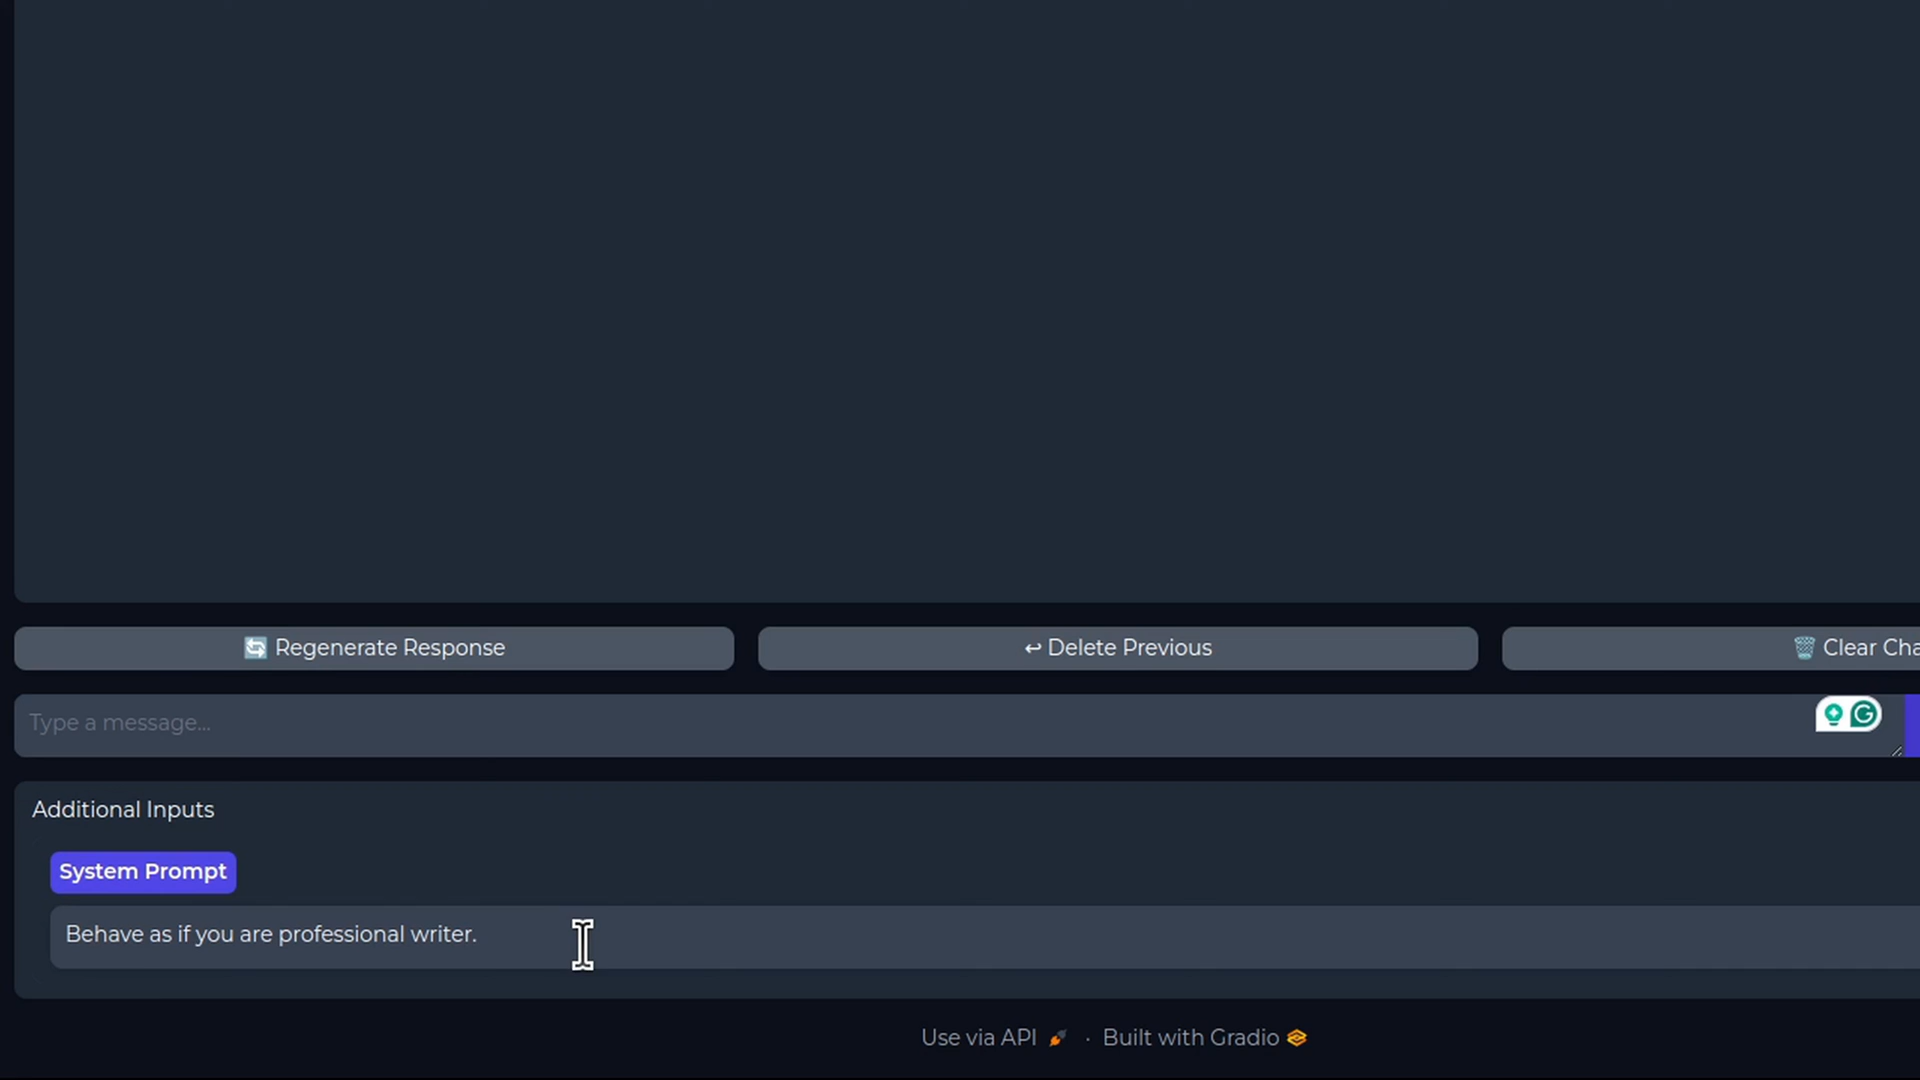 Regenerate Response
↩ Delete Previous
Clear Cha
Type a message...
Additional Inputs
System Prompt
Behave as if you are professional writer.
Use via API · Built with Gradio